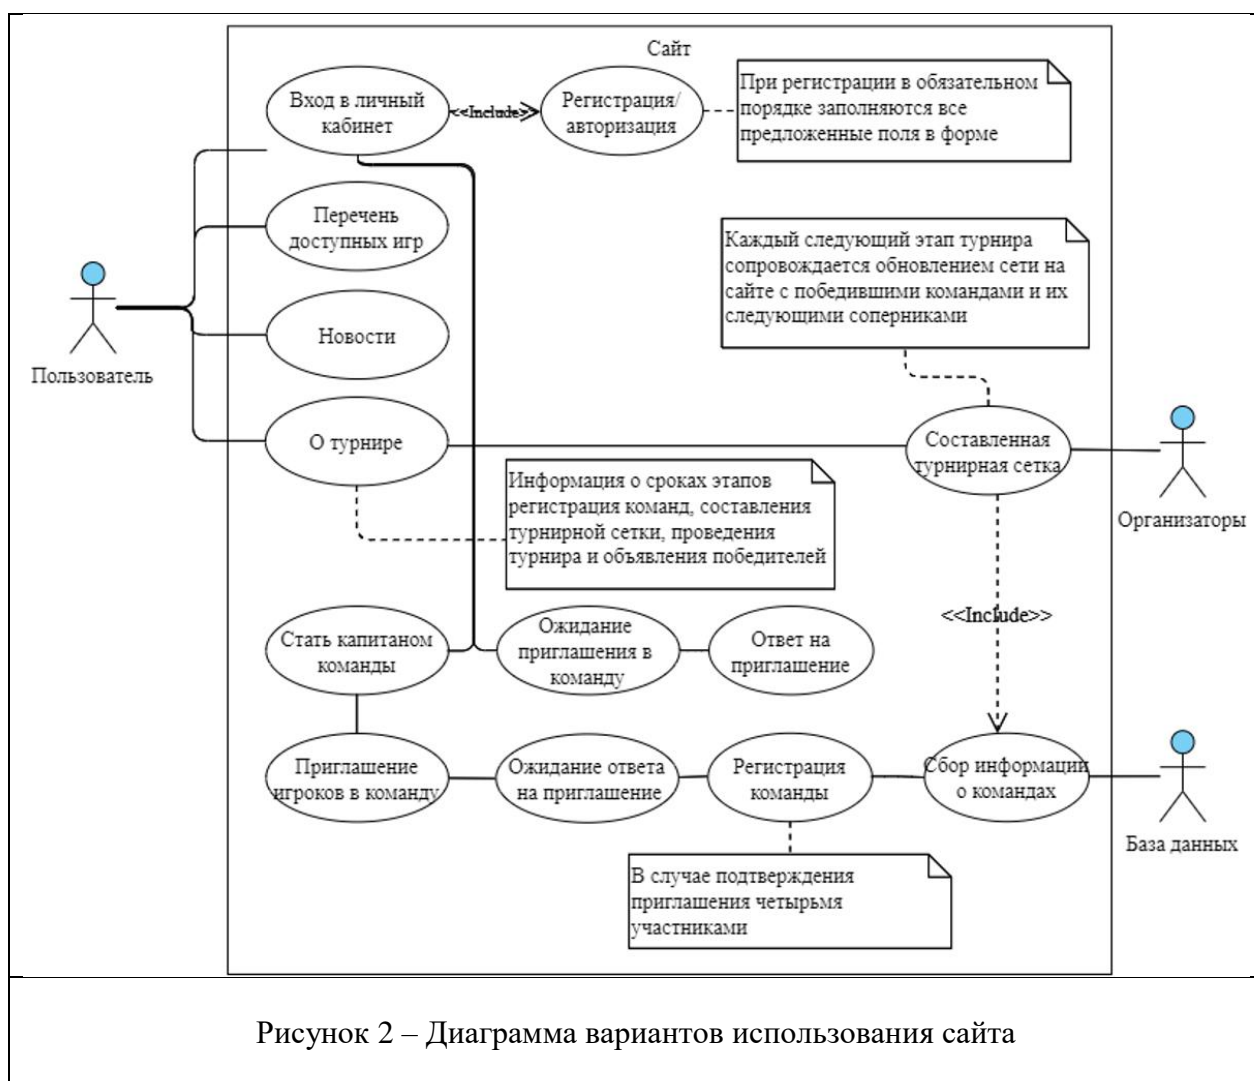 Сайт
Вход в личный
кабинет
<<Include>>
Регистрация/
авторизация
При регистрации в обязательном
порядке заполняются все
предложенные поля в форме
Перечень
доступных игр
Каждый следующий этап турнира
сопровождается обновлением сети на
сайте с победившими командами и их
следующими соперниками
Новости
Пользователь
О турнире
Составленная
турнирная сетка
Организаторы
Информация о сроках этапов
регистрация команд, составления
турнирной сетки, проведения
турнира и объявления победителей
<<Include>>
Стать капитаном
команды
Ожидание
приглашения в
команду
Ответ на
приглашение
Приглашение
игроков в команду
Ожидание ответа
на приглашение
Регистрация
команды
Сбор информации
о командах
База данных
В случае подтверждения
приглашения четырьмя
участниками
Рисунок 2 – Диаграмма вариантов использования сайта